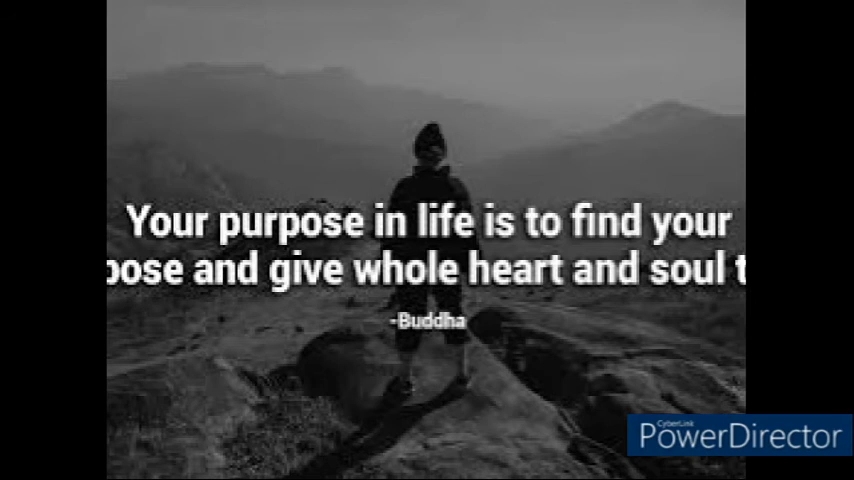 Your purpose in life is to find your
pose and give whole heart and soul t
-Buddha
CyberLink
PowerDirector